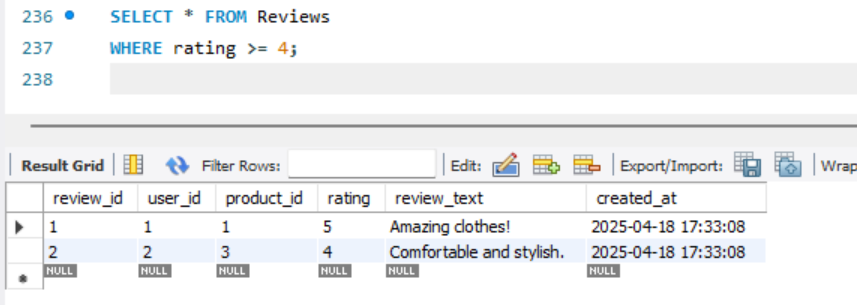 236 SELECT * FROM Reviews
237 WHERE rating >= 4;
238
Result Grid Filter Rows: Edit: Export/Import: Wrap
review_id user_id product_id rating review_text created_at
1 1 1 5 Amazing clothes! 2025-04-18 17:33:08
2 2 3 4 Comfortable and stylish. 2025-04-18 17:33:08
NULL NULL NULL NULL NULL NULL